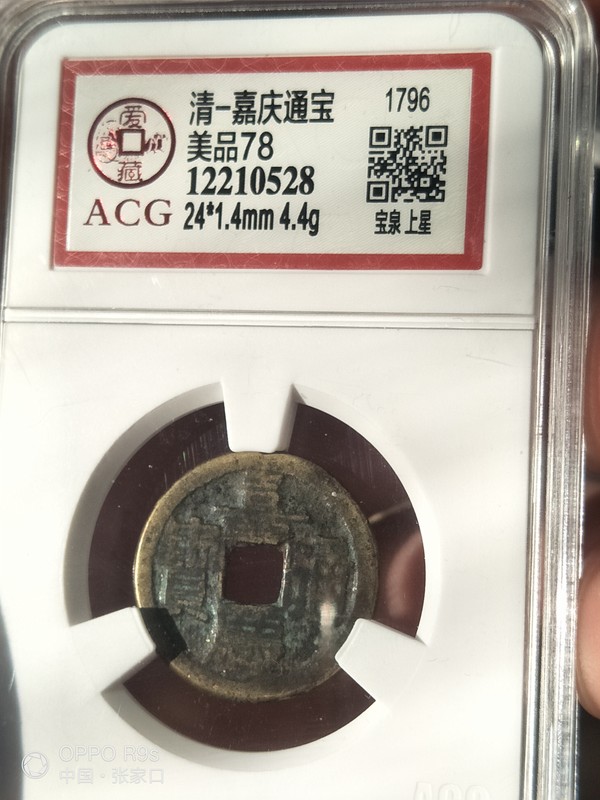 清-嘉庆通宝 1796
美品78
12210528
24*1.4mm 4.4g
宝泉 上星
爱
藏
ACG
OPPO R9s
中国·张家口